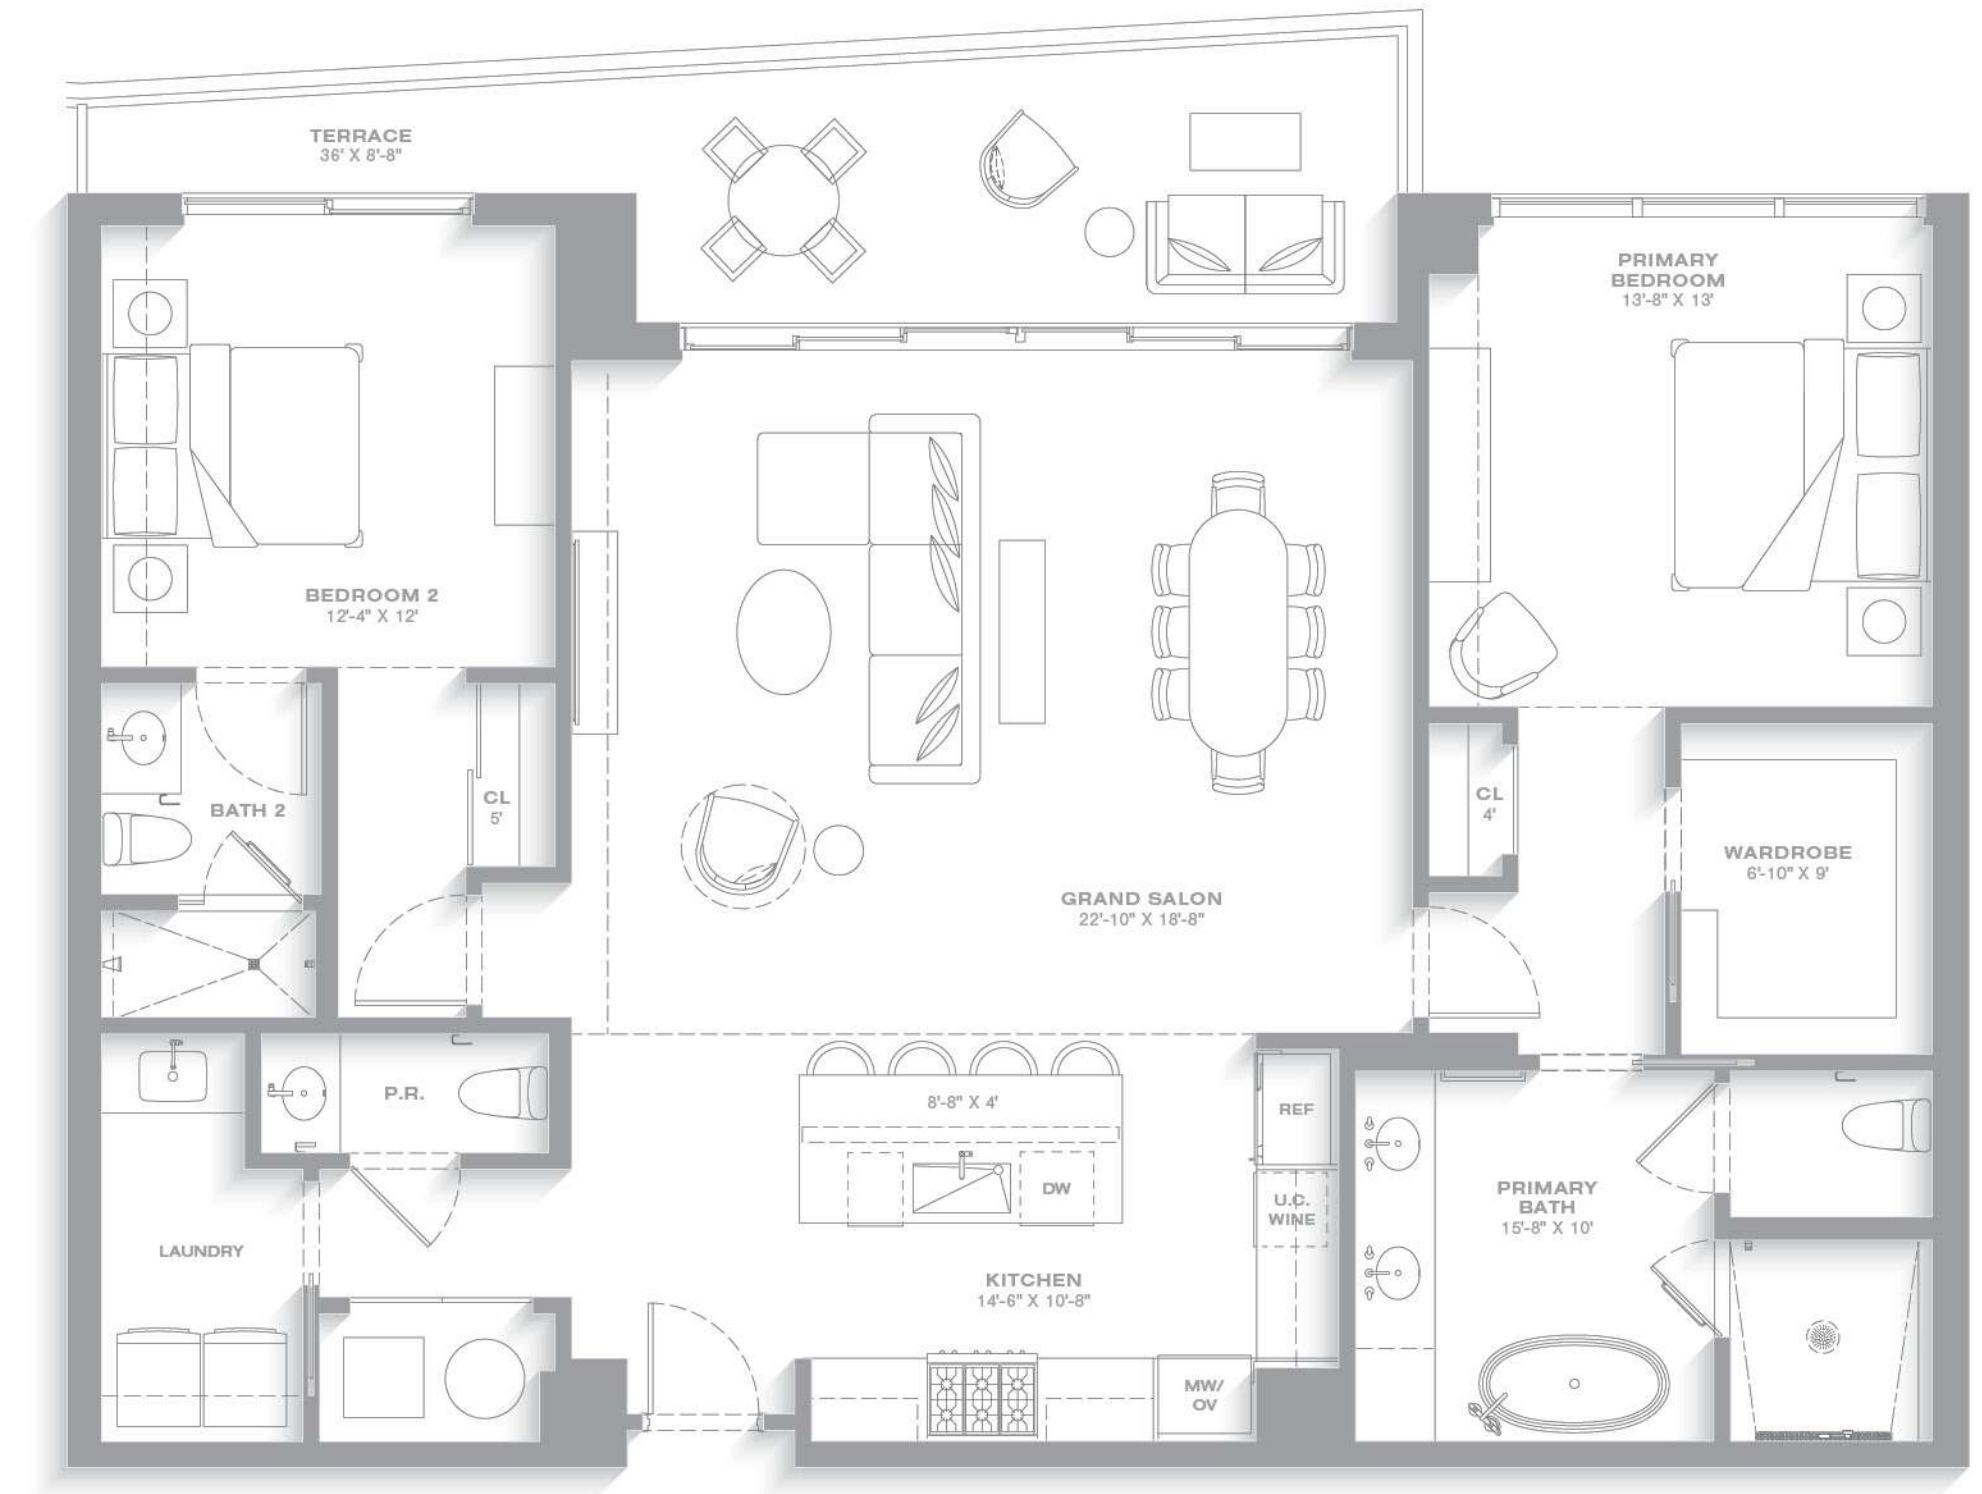 TERRACE
36' X 8'-8"
PRIMARY
BEDROOM
13'-8" X 13'
BEDROOM 2
12'-4" X 12'
CL
5'
BATH 2
CL
4'
WARDROBE
6'-10" X 9'
GRAND SALON
22'-10" X 18'-8"
P.R.
8'-8" X 4'
REF
DW
U.C.
WINE
PRIMARY
BATH
15'-8" X 10'
LAUNDRY
KITCHEN
14'-6" X 10'-8"
MW/
OV